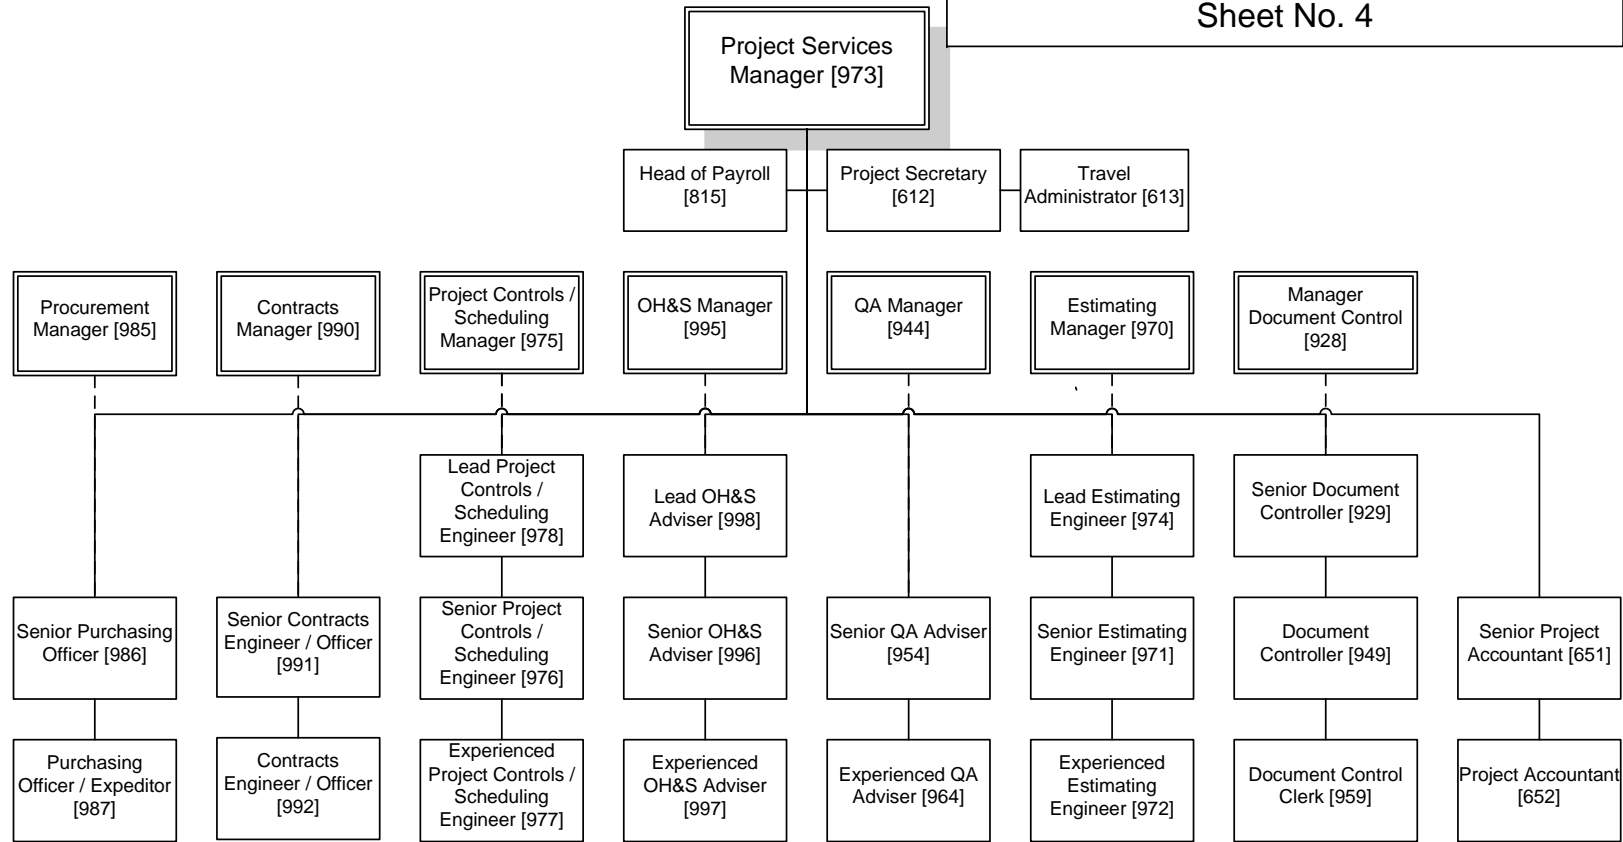 Sheet No. 4
Project Services
Manager [973]
Head of Payroll
[815]
Project Secretary
[612]
Travel
Administrator [613]
Procurement
Manager [985]
Contracts
Manager [990]
Project Controls /
Scheduling
Manager [975]
OH&S Manager
[995]
QA Manager
[944]
Estimating
Manager [970]
Manager
Document Control
[928]
Lead Project
Controls /
Scheduling
Engineer [978]
Lead OH&S
Adviser [998]
Lead Estimating
Engineer [974]
Senior Document
Controller [929]
Senior Purchasing
Officer [986]
Senior Contracts
Engineer / Officer
[991]
Senior Project
Controls /
Scheduling
Engineer [976]
Senior OH&S
Adviser [996]
Senior QA Adviser
[954]
Senior Estimating
Engineer [971]
Document
Controller [949]
Senior Project
Accountant [651]
Purchasing
Officer / Expeditor
[987]
Contracts
Engineer / Officer
[992]
Experienced
Project Controls /
Scheduling
Engineer [977]
Experienced
OH&S Adviser
[997]
Experienced QA
Adviser [964]
Experienced
Estimating
Engineer [972]
Document Control
Clerk [959]
Project Accountant
[652]